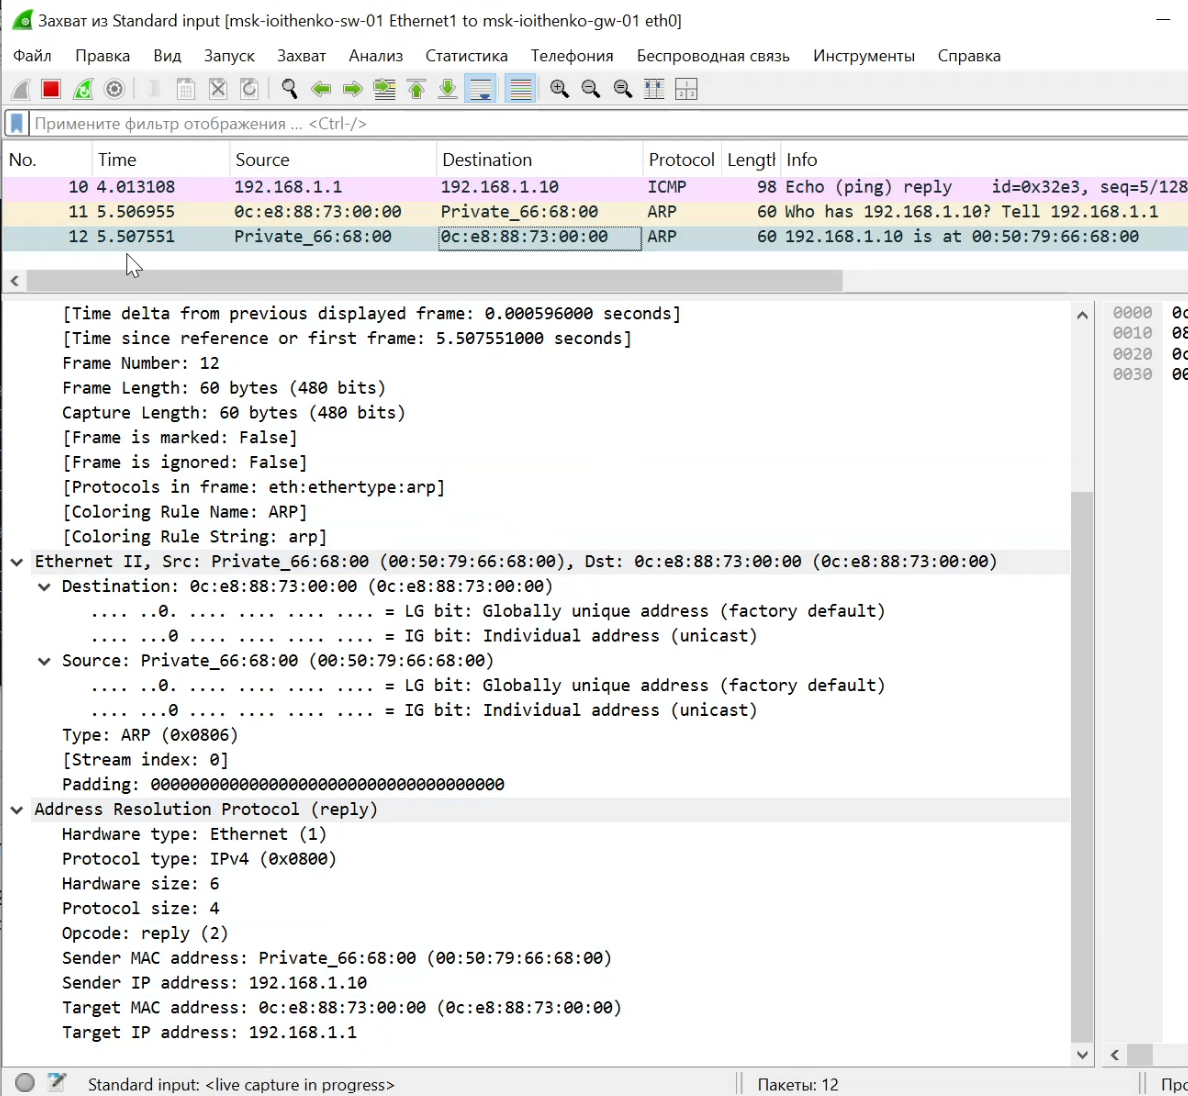 Захват из Standard input [msk-ioithenko-sw-01 Ethernet1 to msk-ioithenko-gw-01 eth0]
Файл Правка Вид Запуск Захват Анализ Статистика Телефония Беспроводная связь Инструменты Справка
Примените фильтр отображения ... <Ctrl-/>
No. Time Source Destination Protocol Lengtl Info
10 4.013108 192.168.1.1 192.168.1.10 ICMP 98 Echo (ping) reply id=0x32e3, seq=5/128
11 5.506955 0c:e8:88:73:00:00 Private_66:68:00 ARP 60 Who has 192.168.1.10? Tell 192.168.1.1
12 5.507551 Private_66:68:00 0c:e8:88:73:00:00 ARP 60 192.168.1.10 is at 00:50:79:66:68:00
[Time delta from previous displayed frame: 0.000596000 seconds]
[Time since reference or first frame: 5.507551000 seconds]
Frame Number: 12
Frame Length: 60 bytes (480 bits)
Capture Length: 60 bytes (480 bits)
[Frame is marked: False]
[Frame is ignored: False]
[Protocols in frame: eth:ethertype:arp]
[Coloring Rule Name: ARP]
[Coloring Rule String: arp]
Ethernet II, Src: Private_66:68:00 (00:50:79:66:68:00), Dst: 0c:e8:88:73:00:00 (0c:e8:88:73:00:00)
Destination: 0c:e8:88:73:00:00 (0c:e8:88:73:00:00)
.... ..0. .... .... .... .... = LG bit: Globally unique address (factory default)
.... ...0 .... .... .... .... = IG bit: Individual address (unicast)
Source: Private_66:68:00 (00:50:79:66:68:00)
.... ..0. .... .... .... .... = LG bit: Globally unique address (factory default)
.... ...0 .... .... .... .... = IG bit: Individual address (unicast)
Type: ARP (0x0806)
[Stream index: 0]
Padding: 000000000000000000000000000000000000
Address Resolution Protocol (reply)
Hardware type: Ethernet (1)
Protocol type: IPv4 (0x0800)
Hardware size: 6
Protocol size: 4
Opcode: reply (2)
Sender MAC address: Private_66:68:00 (00:50:79:66:68:00)
Sender IP address: 192.168.1.10
Target MAC address: 0c:e8:88:73:00:00 (0c:e8:88:73:00:00)
Target IP address: 192.168.1.1
0000 0c
0010 08
0020 0c
0030 00
Standard input: <live capture in progress> Пакеты: 12